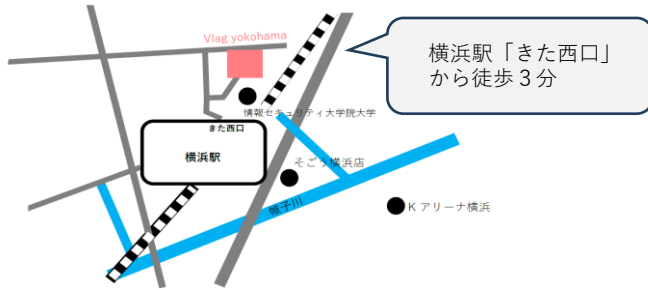 Vlag yokohama
横浜駅「きた西口」
から徒歩３分
情報セキュリティ大学院大学
きた西口
横浜駅
そごう横浜店
帷子川
Kアリーナ横浜